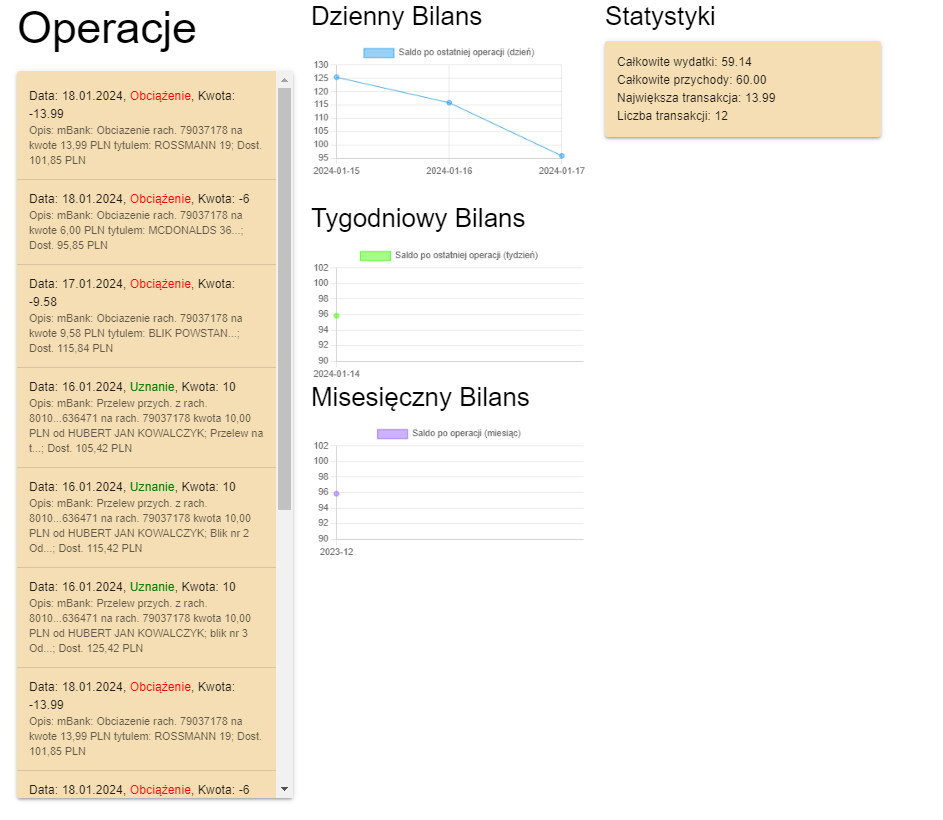 Operacje
Data: 18.01.2024, Obciążenie, Kwota:
-13.99
Opis: mBank: Obciazenie rach. 79037178 na
kwote 13,99 PLN tytulem: ROSSMANN 19; Dost.
101,85 PLN
Data: 18.01.2024, Obciążenie, Kwota: -6
Opis: mBank: Obciazenie rach. 79037178 na
kwote 6,00 PLN tytulem: MCDONALDS 36...;
Dost. 95,85 PLN
Data: 17.01.2024, Obciążenie, Kwota:
-9.58
Opis: mBank: Obciazenie rach. 79037178 na
kwote 9,58 PLN tytulem: BLIK POWSTAN...;
Dost. 115,84 PLN
Data: 16.01.2024, Uznanie, Kwota: 10
Opis: mBank: Przelew przych. z rach.
8010...636471 na rach. 79037178 kwota 10,00
PLN od HUBERT JAN KOWALCZYK; Przelew na
t...; Dost. 105,42 PLN
Data: 16.01.2024, Uznanie, Kwota: 10
Opis: mBank: Przelew przych. z rach.
8010...636471 na rach. 79037178 kwota 10,00
PLN od HUBERT JAN KOWALCZYK; Blik nr 2
Od...; Dost. 115,42 PLN
Data: 16.01.2024, Uznanie, Kwota: 10
Opis: mBank: Przelew przych. z rach.
8010...636471 na rach. 79037178 kwota 10,00
PLN od HUBERT JAN KOWALCZYK; blik nr 3
Od...; Dost. 125,42 PLN
Data: 18.01.2024, Obciążenie, Kwota:
-13.99
Opis: mBank: Obciazenie rach. 79037178 na
kwote 13,99 PLN tytulem: ROSSMANN 19; Dost.
101,85 PLN
Data: 18.01.2024, Obciążenie, Kwota: -6
Dzienny Bilans
Saldo po ostatniej operacji (dzień)
130
125
120
115
110
105
100
95
2024-01-15 2024-01-16 2024-01-17
Tygodniowy Bilans
Saldo po ostatniej operacji (tydzień)
102
100
98
96
94
92
90
2024-01-14
Misesięczny Bilans
Saldo po operacji (miesiąc)
102
100
98
96
94
92
90
2023-12
Statystyki
Całkowite wydatki: 59.14
Całkowite przychody: 60.00
Największa transakcja: 13.99
Liczba transakcji: 12